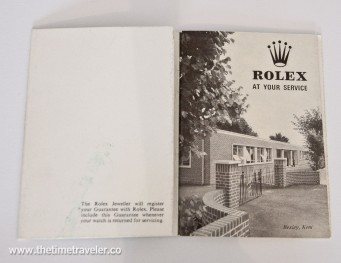 The Rolex Jeweller will register
your Guarantee with Rolex. Please
include this Guarantee whenever
your watch is returned for servicing.
ROLEX
AT YOUR SERVICE
Bexley, Kent
www.thetimetraveler.co